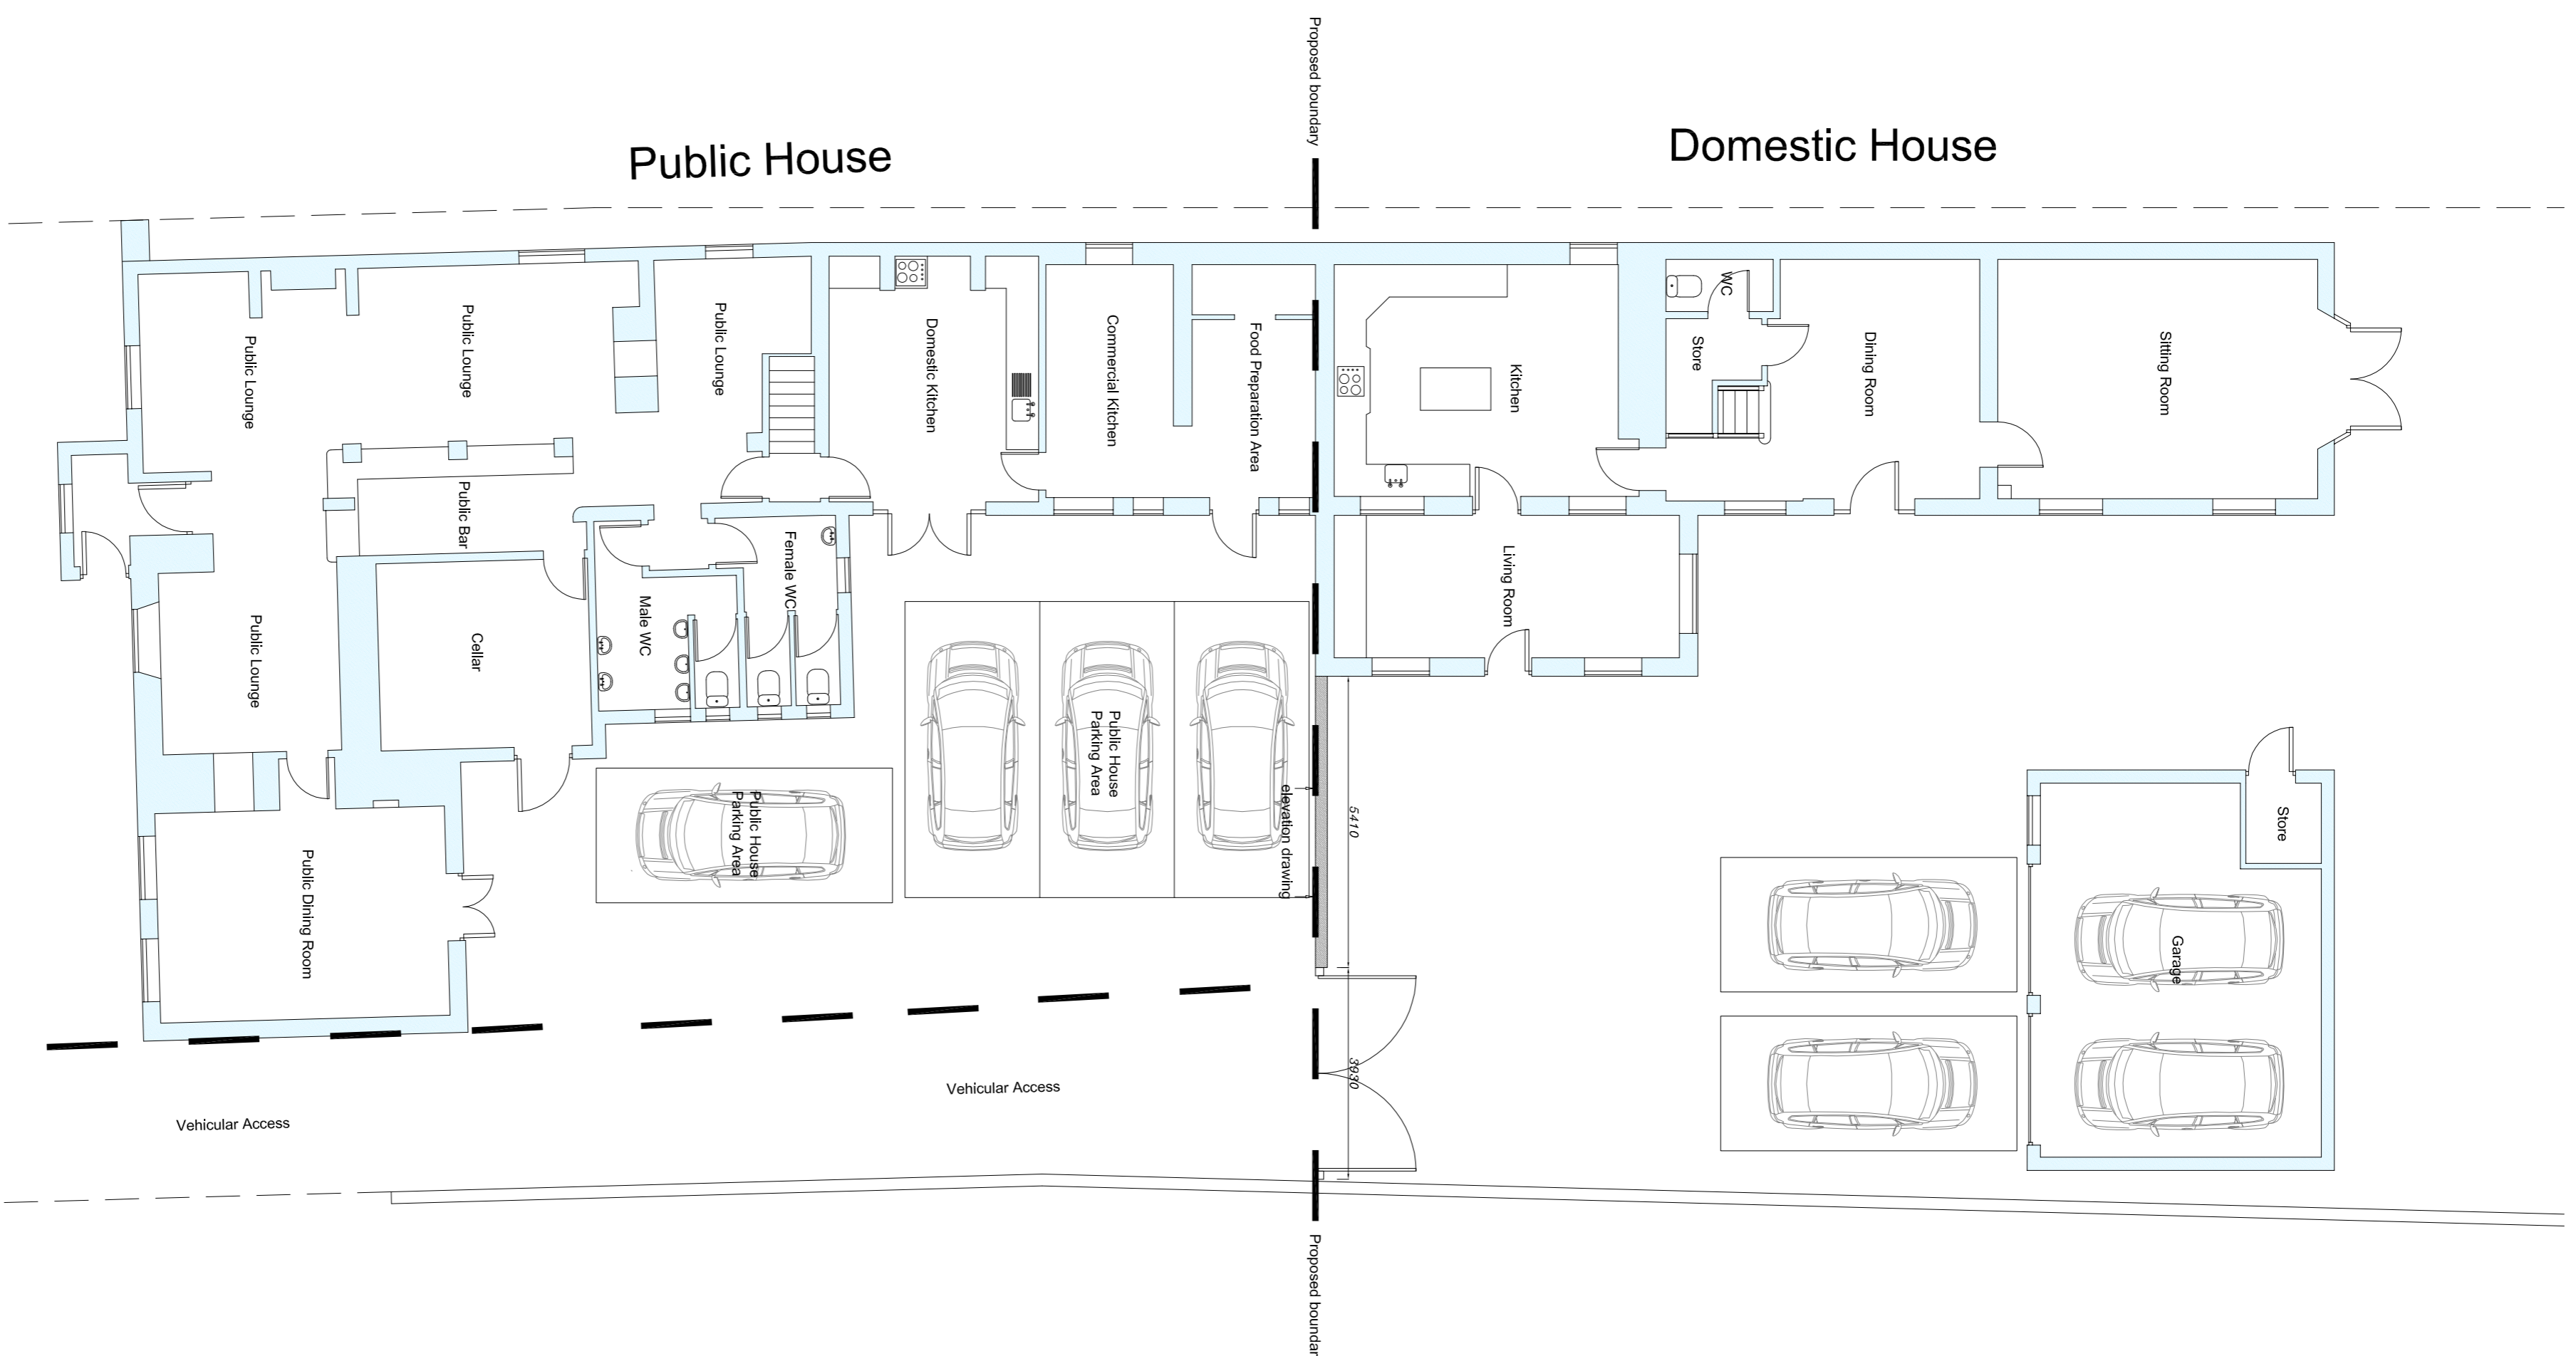 Proposed boundary
Public House
Domestic House
Public Lounge
Public Lounge
Public Lounge
Domestic Kitchen
Commercial Kitchen
Food Preparation Area
Kitchen
WC
Store
Dining Room
Sitting Room
Public Bar
Female WC
Male WC
Cellar
Public Lounge
Living Room
Public House
Parking Area
Public House
Parking Area
elevation drawing
5410
Store
Garage
Public Dining Room
3930
Vehicular Access
Vehicular Access
Proposed boundar